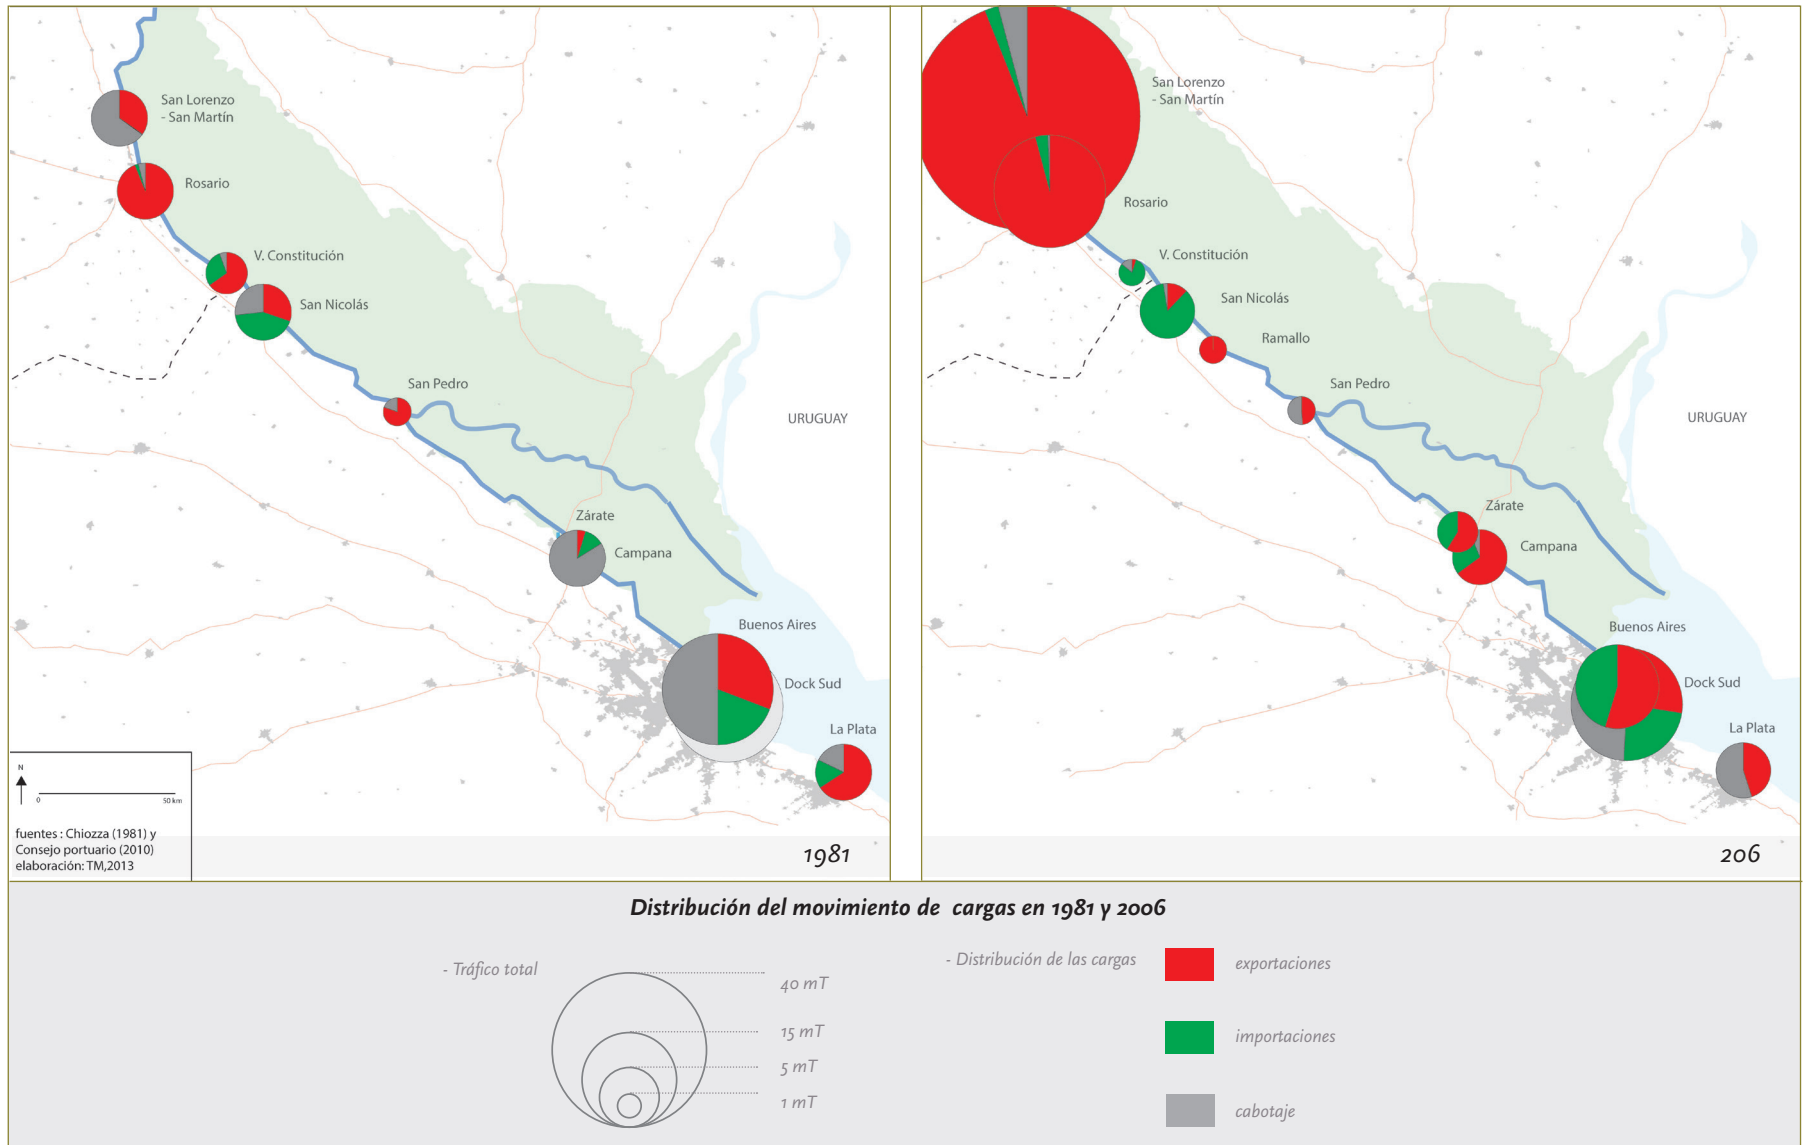 San Lorenzo
- San Martín
Rosario
V. Constitución
San Nicolás
San Pedro
URUGUAY
Zárate
Campana
Buenos Aires
Dock Sud
La Plata
N
0
50 km
fuentes : Chiozza (1981) y
Consejo portuario (2010)
elaboración: TM,2013
1981
San Lorenzo
- San Martín
Rosario
V. Constitución
San Nicolás
Ramallo
San Pedro
URUGUAY
Zárate
Campana
Buenos Aires
Dock Sud
La Plata
206
Distribución del movimiento de cargas en 1981 y 2006
- Tráfico total
40 mT
15 mT
5 mT
1 mT
- Distribución de las cargas
exportaciones
importaciones
cabotaje